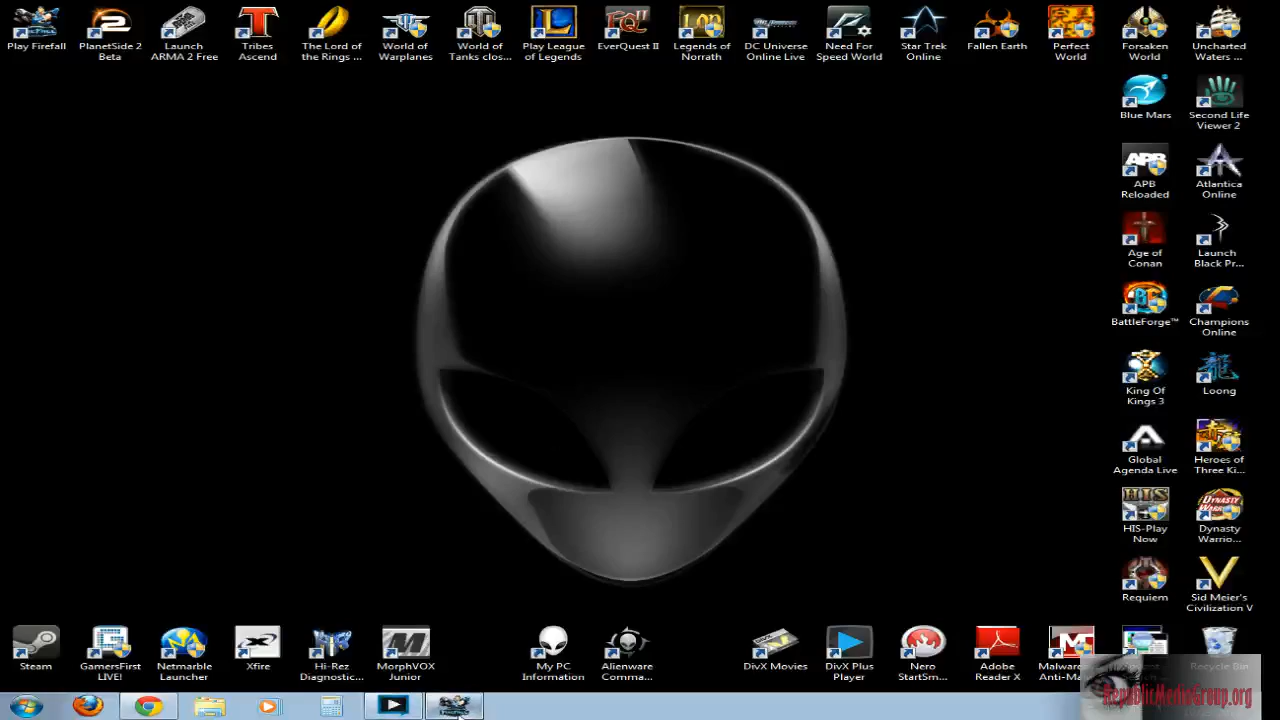 Play Firefall
PlanetSide 2 Beta
Launch ARMA 2 Free
Tribes Ascend
The Lord of the Rings ...
World of Warplanes
World of Tanks clos...
Play League of Legends
EverQuest II
Legends of Norrath
DC Universe Online Live
Need For Speed World
Star Trek Online
Fallen Earth
Perfect World
Forsaken World
Uncharted Waters ...
Blue Mars
Second Life Viewer 2
APB Reloaded
Atlantica Online
Age of Conan
Launch Black Pr...
BattleForge™
Champions Online
King Of Kings 3
Loong
Global Agenda Live
Heroes of Three Ki...
HIS-Play Now
Dynasty Warrio...
Requiem
Sid Meier's Civilization V
Steam
GamersFirst LIVE!
Netmarble Launcher
Xfire
Hi-Rez Diagnostic...
MorphVOX Junior
My PC Information
Alienware Comma...
DivX Movies
DivX Plus Player
Nero StartSm...
Adobe Reader X
Malware Anti-Ma
Recycle Bin
RepublicMediaGroup.org